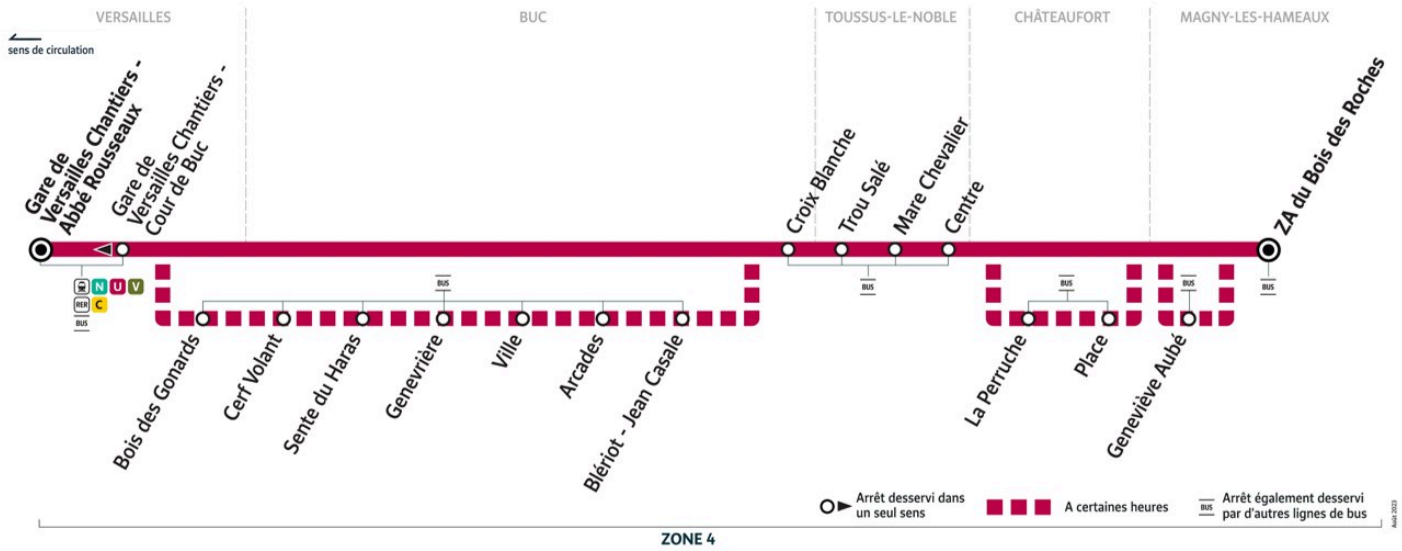 VERSAILLES
BUC
TOUSSUS-LE-NOBLE
CHÂTEAUFORT
MAGNY-LES-HAMEAUX
sens de circulation
Gare de
Versailles Chantiers -
Abbé Rousseaux
Gare de
Versailles Chantiers -
Cour de Buc
Croix Blanche
Trou Salé
Mare Chevalier
Centre
ZA du Bois des Roches
N U V
RER C
BUS
BUS
BUS
BUS
BUS
BUS
Bois des Gonards
Cerf Volant
Sente du Haras
Genevrière
Ville
Arcades
Blériot - Jean Casale
La Perruche
Place
Geneviève Aubé
Arrêt desservi dans
un seul sens
A certaines heures
BUS
Arrêt également desservi
par d'autres lignes de bus
Août 2023
ZONE 4